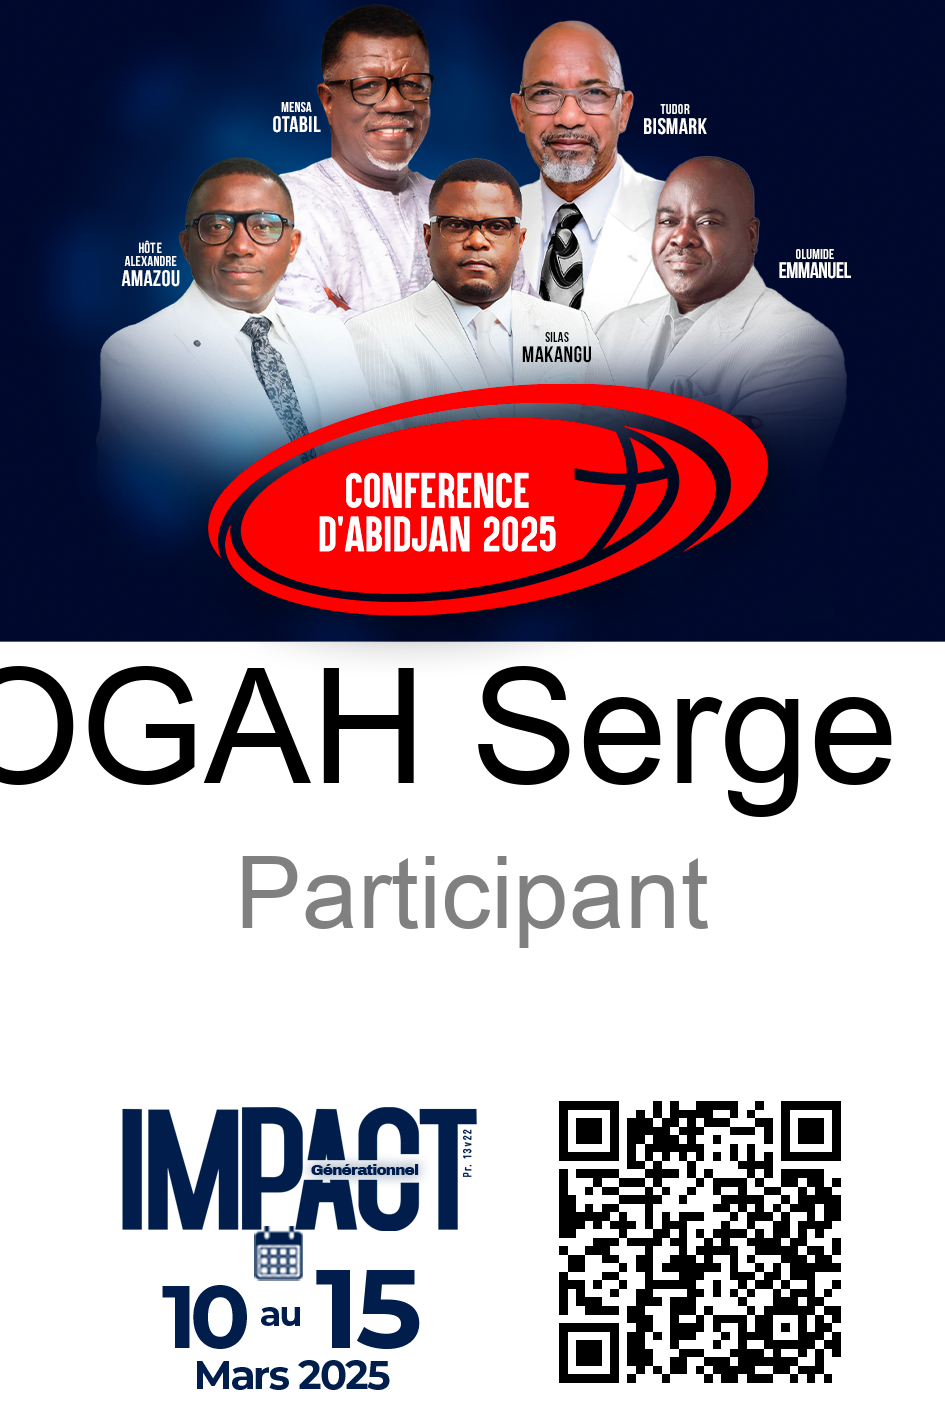 MENSA
OTABIL
TUDOR
BISMARK
HÔTE
ALEXANDRE
AMAZOU
OLUMIDE
EMMANUEL
SILAS
MAKANGU
CONFERENCE
D'ABIDJAN 2025
OGAH Serge
Participant
IMPACT
Générationnel
Pr. 13v22
10 au 15
Mars 2025